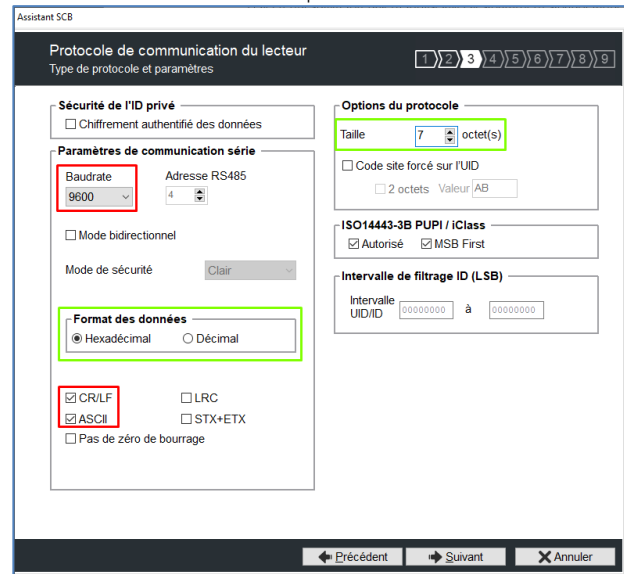 Assistant SCB
Protocole de communication du lecteur
Type de protocole et paramètres
1 2 3 4 5 6 7 8 9
Sécurité de l'ID privé
Chiffrement authentifié des données
Paramètres de communication série
Baudrate Adresse RS485
9600 4
Mode bidirectionnel
Mode de sécurité Clair
Format des données
Hexadécimal Décimal
CR/LF LRC
ASCII STX+ETX
Pas de zéro de bourrage
Options du protocole
Taille 7 octet(s)
Code site forcé sur l'UID
2 octets Valeur AB
ISO14443-3B PUPI / iClass
Autorisé MSB First
Intervalle de filtrage ID (LSB)
Intervalle
UID/ID 00000000 à 00000000
Précédent Suivant Annuler